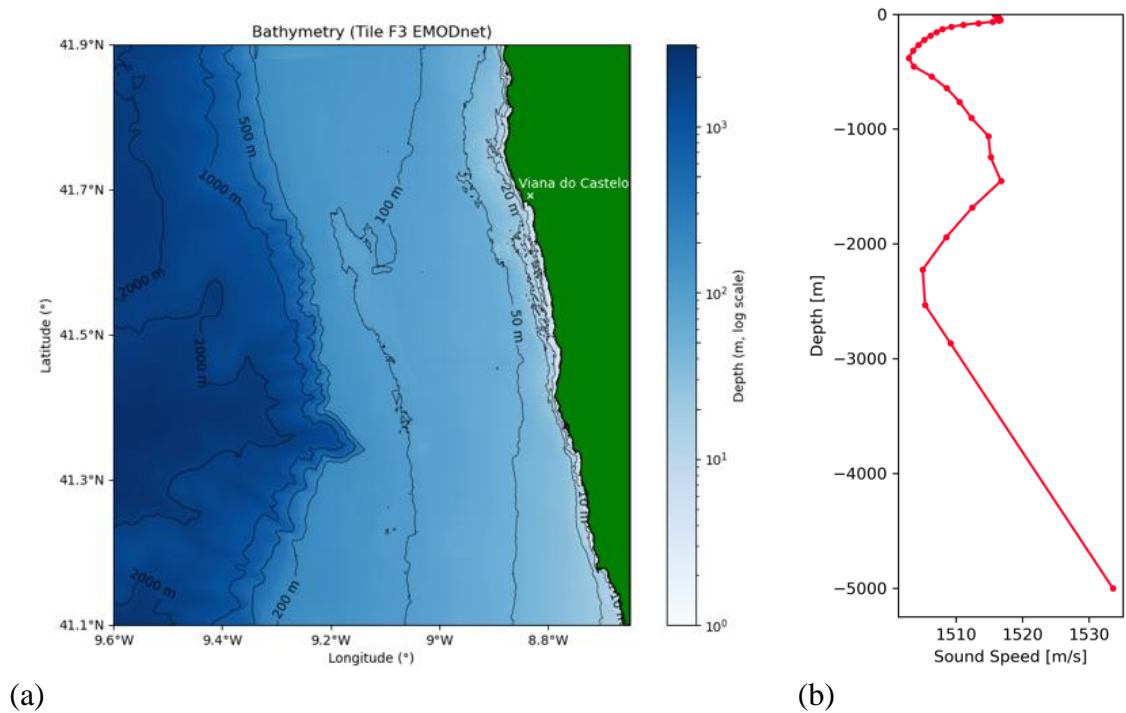 Bathymetry (Tile F3 EMODnet)
41.9°N
41.7°N
41.5°N
41.3°N
41.1°N
Latitude (°)
9.6°W
9.4°W
9.2°W
9°W
8.8°W
Longitude (°)
500 m
1000 m
100 m
Viana do Castelo
20 m
2000 m
2000 m
50 m
10 m
2000 m
200 m
10 m
10³
10²
10¹
10⁰
Depth (m, log scale)
0
−1000
−2000
−3000
−4000
−5000
Depth [m]
1510
1520
1530
Sound Speed [m/s]
(a)
(b)